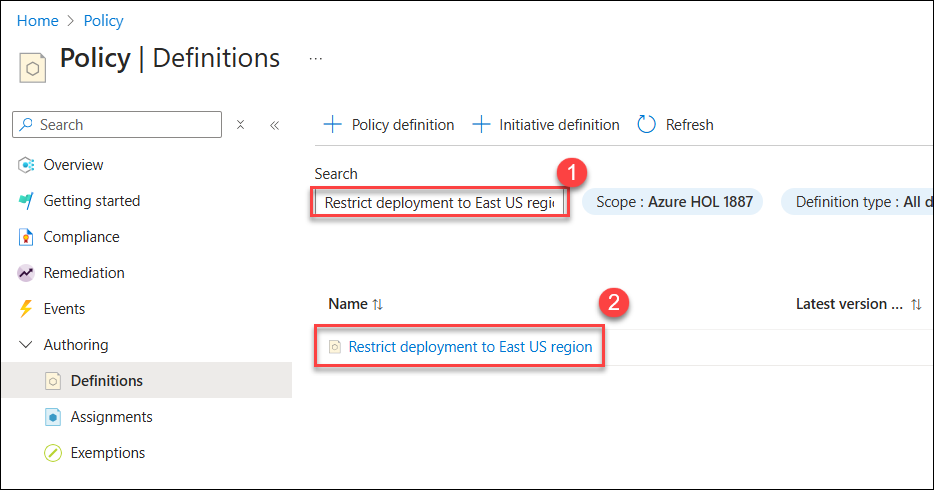 Home > Policy
Policy | Definitions ...
Search
+ Policy definition + Initiative definition Refresh
Overview
Getting started
Compliance
Remediation
Events
Authoring
Definitions
Assignments
Exemptions
Search
1
Restrict deployment to East US regi
Scope : Azure HOL 1887
Definition type : All d
Name
2
Latest version ...
Restrict deployment to East US region